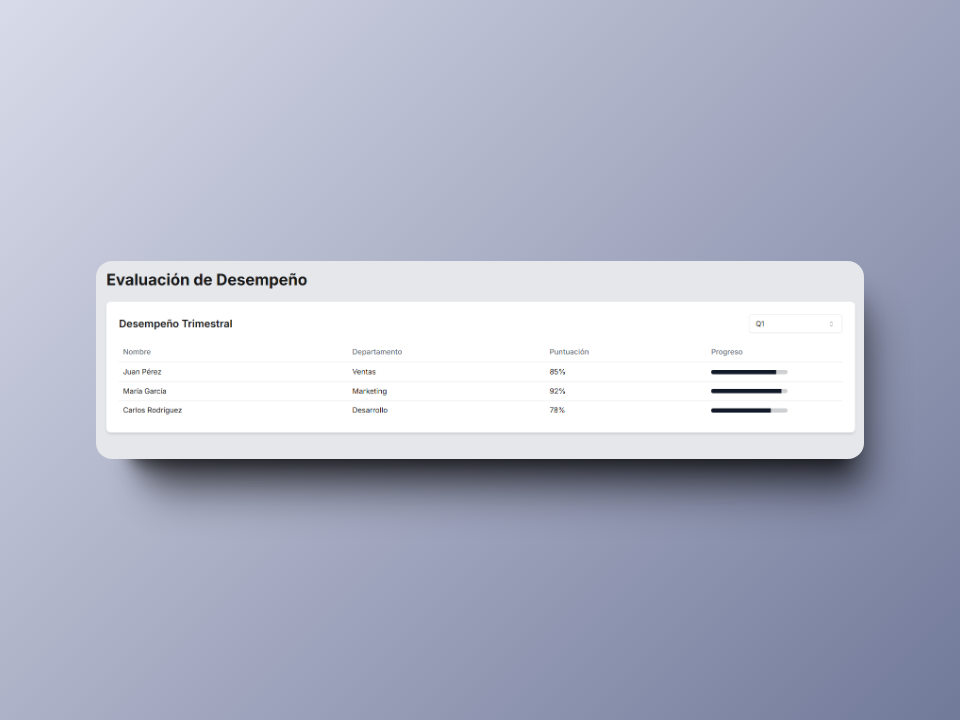 Evaluación de Desempeño
Desempeño Trimestral
Q1
Nombre Departamento Puntuación Progreso
Juan Pérez Ventas 85%
María García Marketing 92%
Carlos Rodríguez Desarrollo 78%